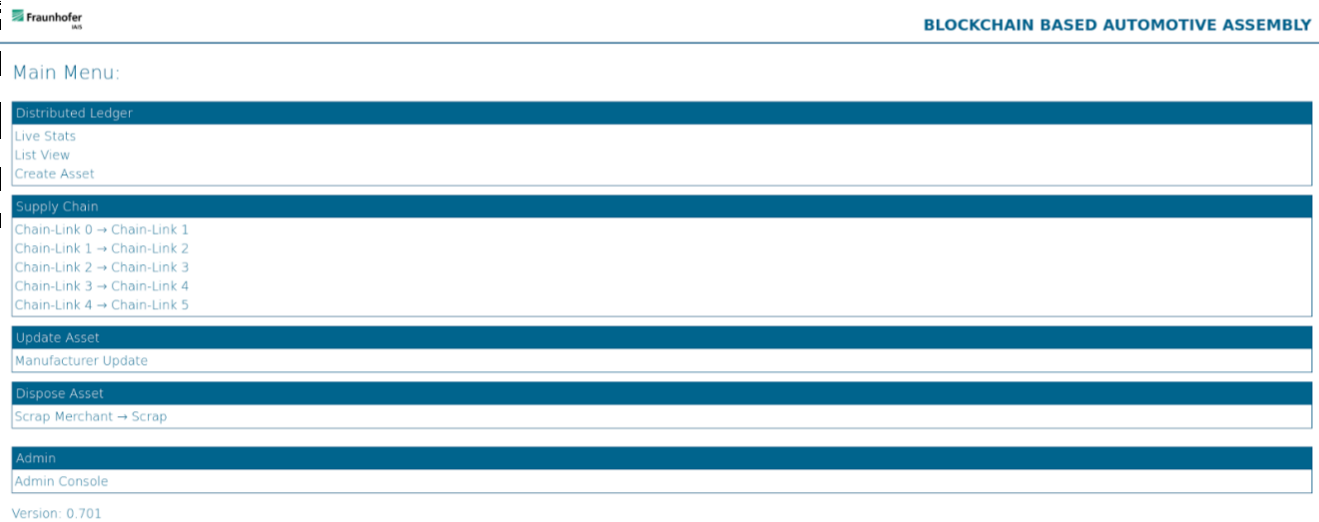 Fraunhofer
IAIS
BLOCKCHAIN BASED AUTOMOTIVE ASSEMBLY
Main Menu:
Distributed Ledger
Live Stats
List View
Create Asset
Supply Chain
Chain-Link 0 → Chain-Link 1
Chain-Link 1 → Chain-Link 2
Chain-Link 2 → Chain-Link 3
Chain-Link 3 → Chain-Link 4
Chain-Link 4 → Chain-Link 5
Update Asset
Manufacturer Update
Dispose Asset
Scrap Merchant → Scrap
Admin
Admin Console
Version: 0.701